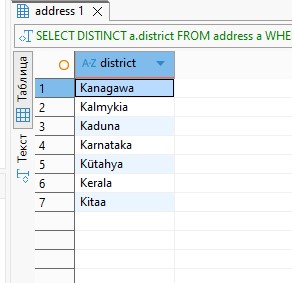 address 1
SELECT DISTINCT a.district FROM address a WHE
Таблица
Текст
A-Z district
1 Kanagawa
2 Kalmykia
3 Kaduna
4 Karnataka
5 Kütahya
6 Kerala
7 Kitaa